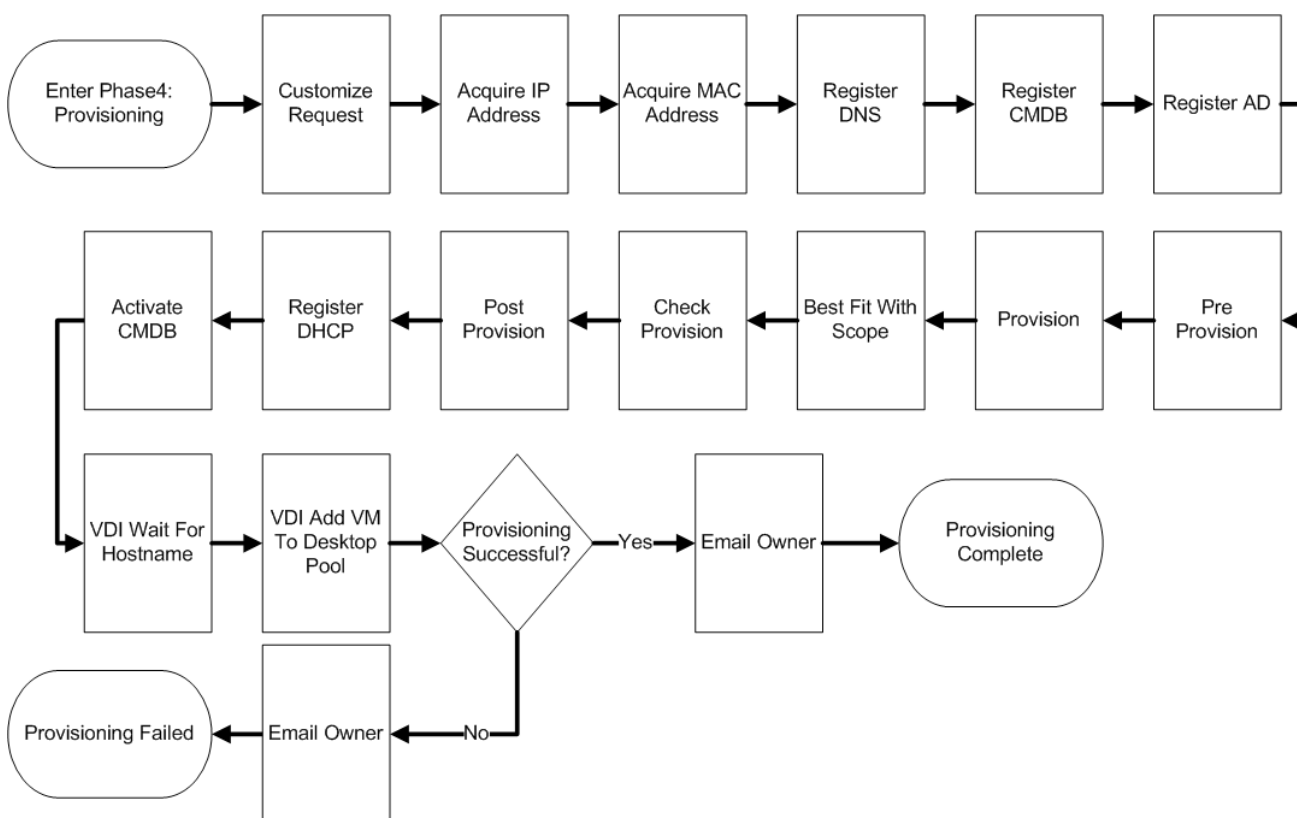 Enter Phase4:
Provisioning
Customize
Request
Acquire IP
Address
Acquire MAC
Address
Register
DNS
Register
CMDB
Register AD
Pre
Provision
Provision
Best Fit With
Scope
Check
Provision
Post
Provision
Register
DHCP
Activate
CMDB
VDI Wait For
Hostname
VDI Add VM
To Desktop
Pool
Provisioning
Successful?
Yes
Email Owner
Provisioning
Complete
No
Email Owner
Provisioning Failed